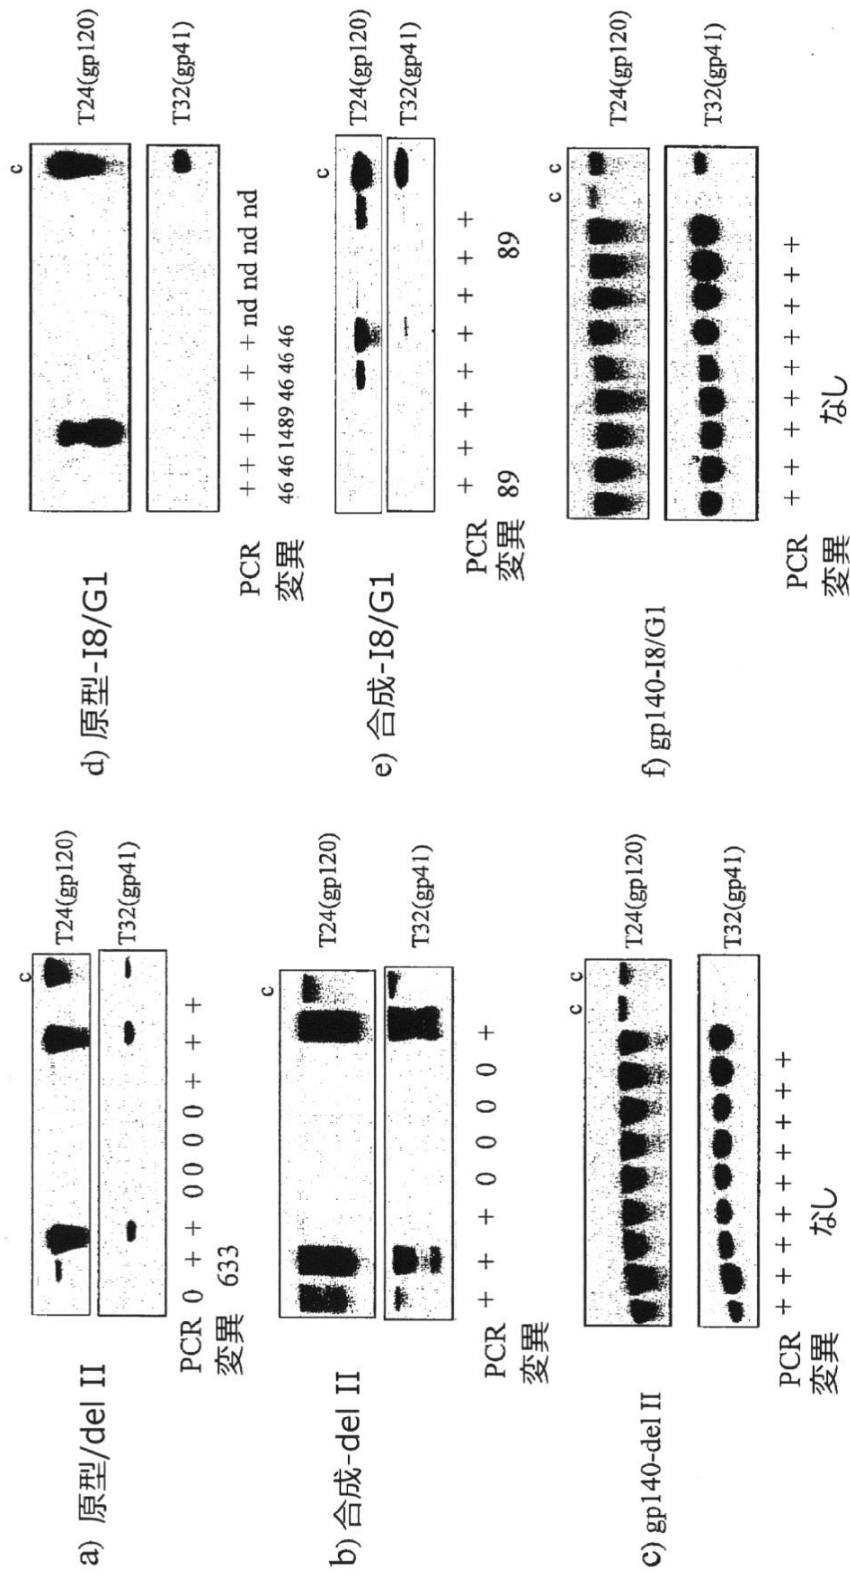 a) 原型/del II
c
T24(gp120)
T32(gp41)
PCR 0 + + 00 0 0 + + +
変異 633
d) 原型-I8/G1
c
T24(gp120)
T32(gp41)
PCR + + + + + + nd nd nd nd
変異 46 46 1489 46 46 46
b) 合成-del II
c
T24(gp120)
T32(gp41)
PCR + + + 0 0 0 0 +
変異
e) 合成-I8/G1
c
T24(gp120)
T32(gp41)
PCR + + + + + + + +
変異 89 89
c) gp140-del II
c c
T24(gp120)
T32(gp41)
PCR + + + + + + + + +
変異 なし
f) gp140-I8/G1
c c
T24(gp120)
T32(gp41)
PCR + + + + + + + + +
変異 なし